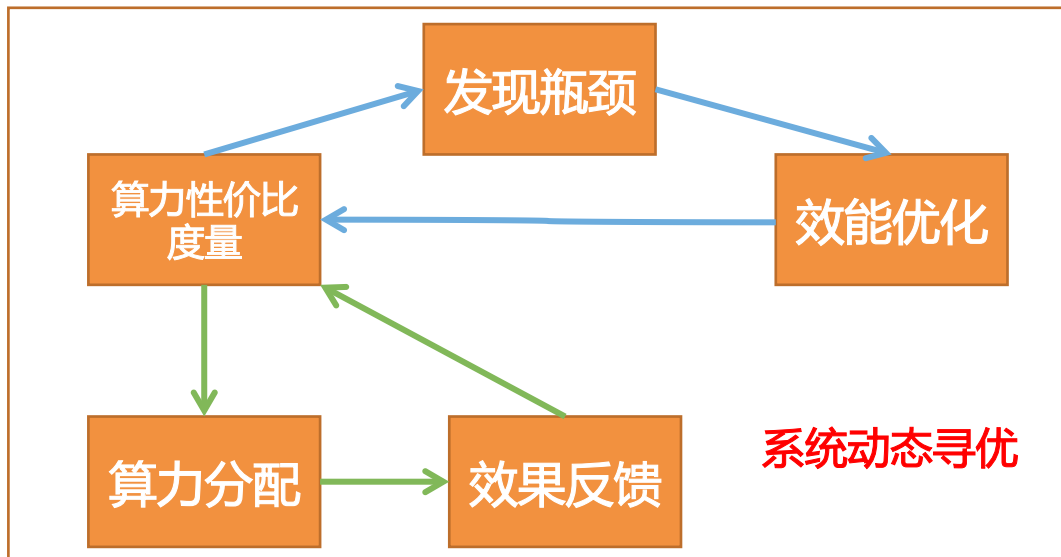 发现瓶颈
算力性价比
度量
效能优化
算力分配
效果反馈
系统动态寻优